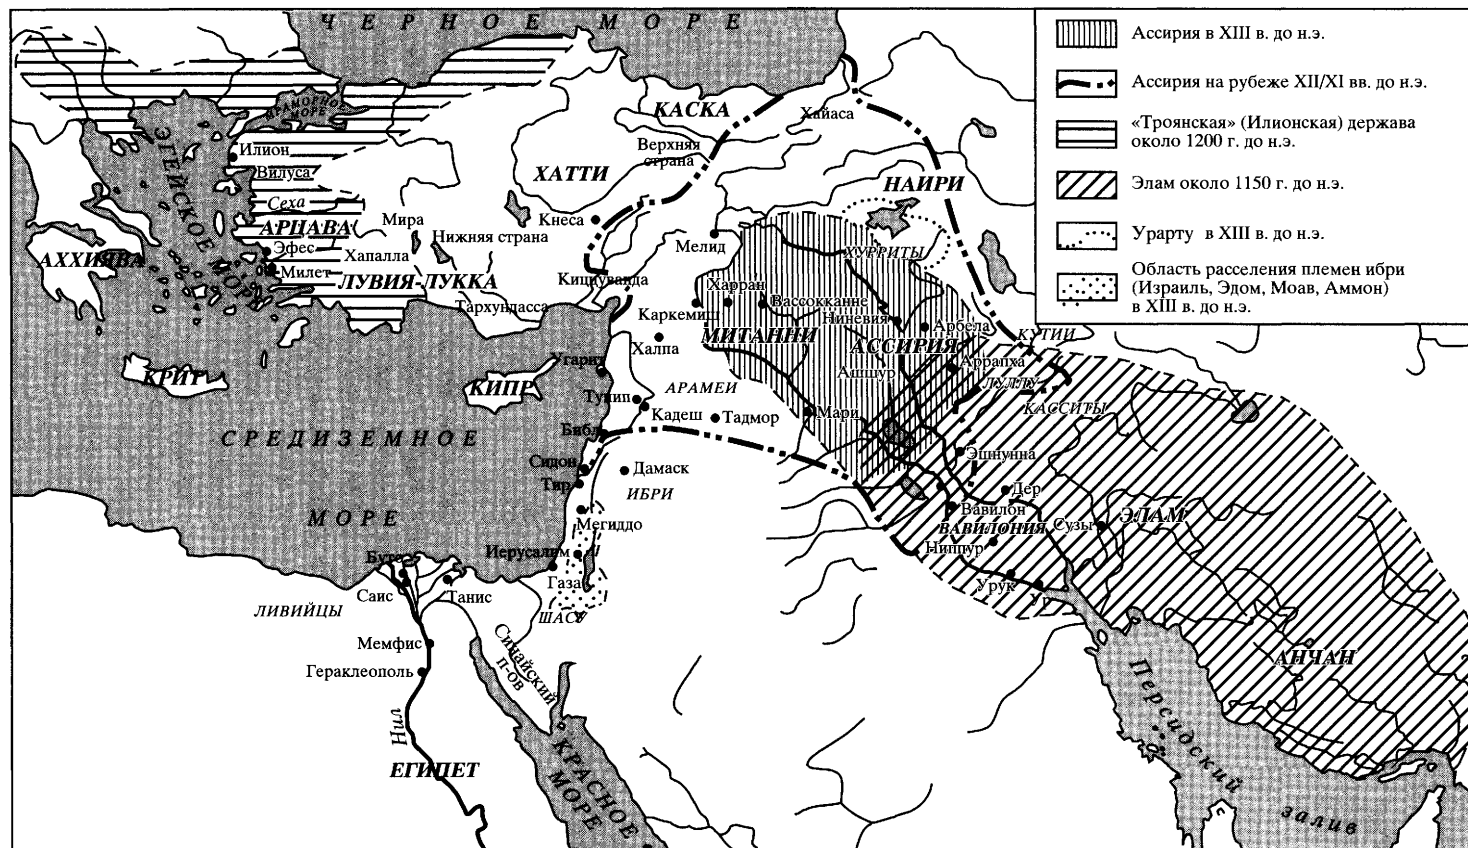 ЧЕРНОЕ МОРЕ
Ассирия в XIII в. до н.э.
Ассирия на рубеже XII/XI вв. до н.э.
«Троянская» (Илионская) держава
около 1200 г. до н.э.
Элам около 1150 г. до н.э.
Урарту в XIII в. до н.э.
Область расселения племен ибри
(Израиль, Эдом, Моав, Аммон)
в XIII в. до н.э.
МРАМОРНОЕ
МОРЕ
ЭГЕЙСКОЕ МОРЕ
КАСКА
Хайаса
Верхняя
страна
Илион
Вилуса
ХАТТИ
НАИРИ
Сеха
Мира
Кнеса
АРЦАВА
Нижняя страна
Мелид
Эфес
Хапалла
ХУРРИТЫ
АХХИЯВА
Милет
ЛУВИЯ-ЛУККА
Киццуванда
Харран
Вассокканне
Тархундасса
Каркемиш
Ниневия
Арбела
МИТАННИ
АССИРИЯ
КУТИИ
Халпа
Угарит
Аррапха
КРИТ
КИПР
АРАМЕИ
Ашшур
ЛУЛЛУ
Тунип
Кадеш
Тадмор
Мари
КАССИТЫ
Библ
СРЕДИЗЕМНОЕ
МОРЕ
Сидон
Дамаск
Эшнунна
Тир
ИБРИ
Дер
Мегиддо
Вавилон
ВАВИЛОНИЯ
Сузы
ЭЛАМ
Иерусалим
Ниппур
Буто
Газа
Урук
Ур
Саис
Танис
ЛИВИЙЦЫ
ШАСУ
Мемфис
Синайский
п-ов
Гераклеополь
АНЧАН
Нил
ЕГИПЕТ
КРАСНОЕ
МОРЕ
Персидский
залив